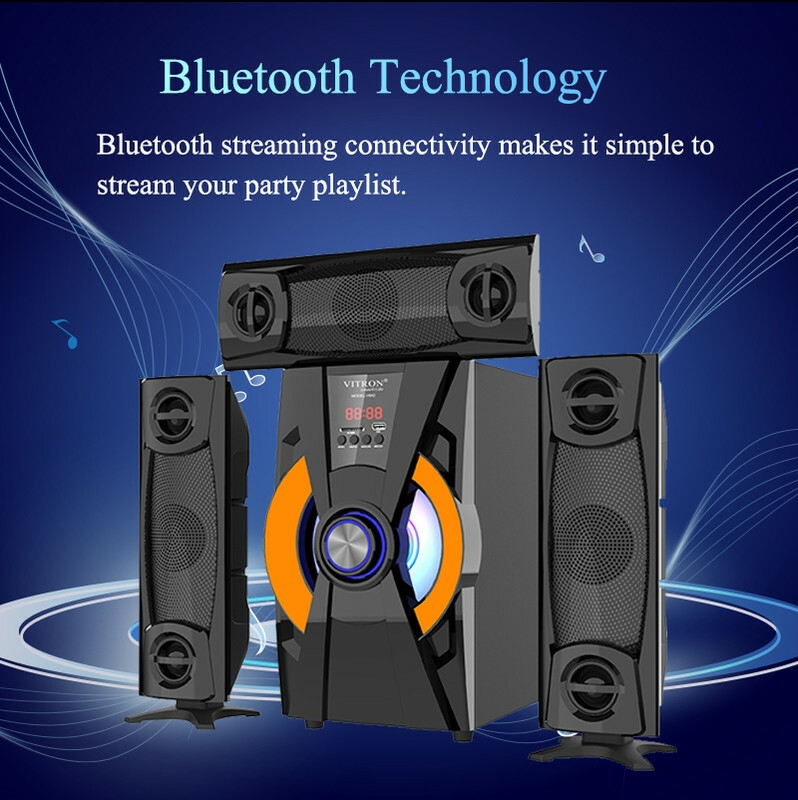 Bluetooth Technology
Bluetooth streaming connectivity makes it simple to
stream your party playlist.
VITRON®
88:88